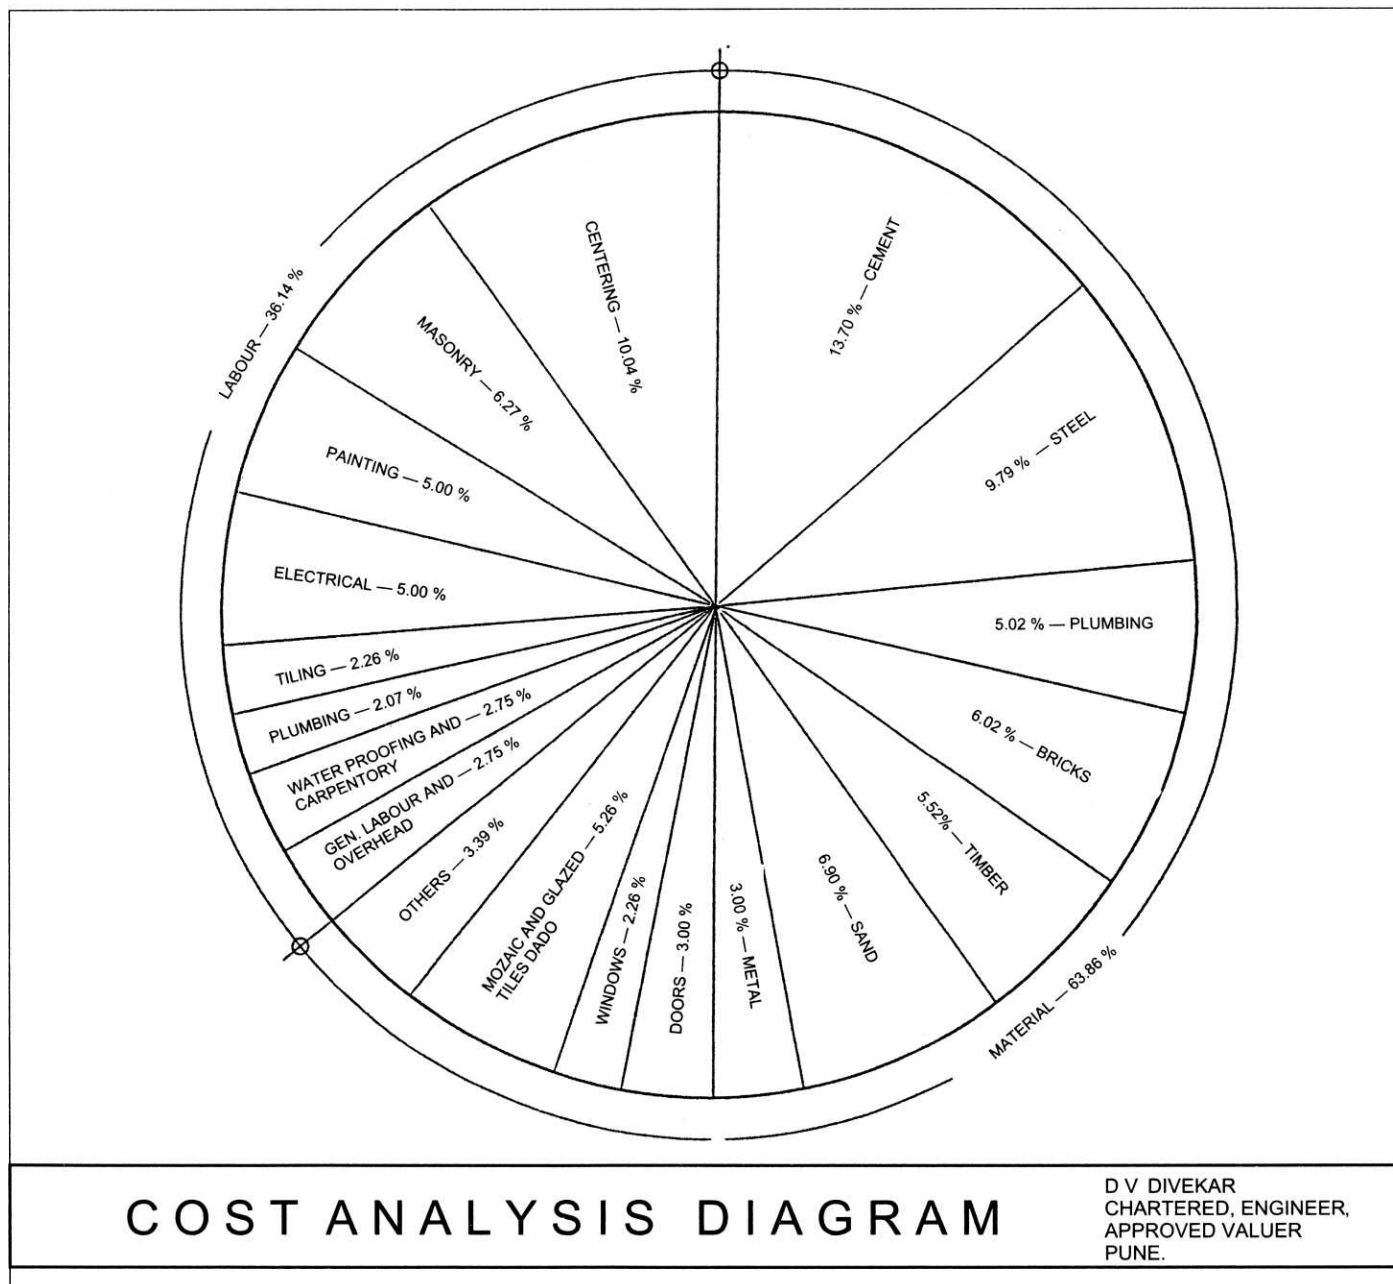 13.70 % — CEMENT
9.79 % — STEEL
5.02 % — PLUMBING
6.02 % — BRICKS
5.52% — TIMBER
6.90 % — SAND
3.00 % — METAL
DOORS — 3.00 %
WINDOWS — 2.26 %
MOZAIC AND GLAZED — 5.26 %
TILES DADO
OTHERS — 3.39 %
GEN. LABOUR AND — 2.75 %
OVERHEAD
WATER PROOFING AND — 2.75 %
CARPENTORY
PLUMBING — 2.07 %
TILING — 2.26 %
ELECTRICAL — 5.00 %
PAINTING — 5.00 %
MASONRY — 6.27 %
CENTERING — 10.04 %
LABOUR — 36.14 %
MATERIAL — 63.86 %
COST ANALYSIS DIAGRAM
D V DIVEKAR
CHARTERED, ENGINEER,
APPROVED VALUER
PUNE.